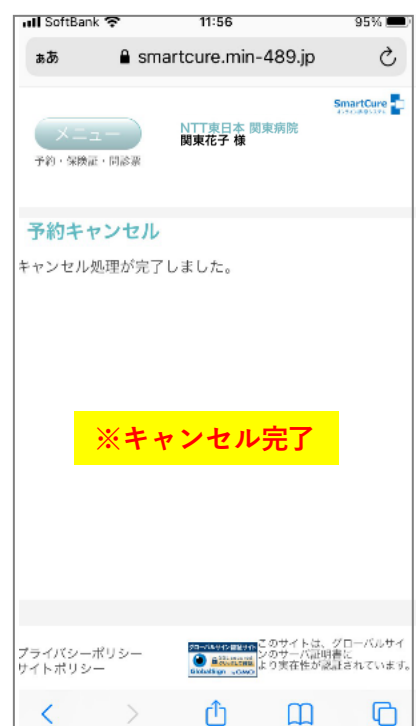 SoftBank 11:56 95%
ぁあ smartcure.min-489.jp
SmartCure
メニュー
予約・保険証・問診票
NTT東日本 関東病院
関東花子 様
予約キャンセル
キャンセル処理が完了しました。
※キャンセル完了
プライバシーポリシー
サイトポリシー
GlobalSign by GMO
このサイトは、グローバルサイ
ンのサーバ証明書に
より実在性が認証されています。